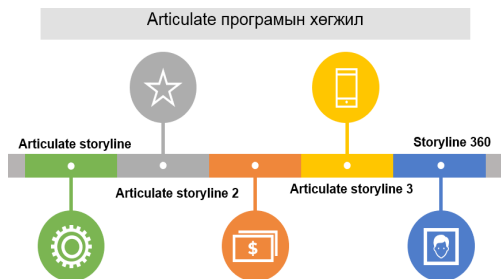 Articulate програмын хөгжил
Articulate storyline
Articulate storyline 2
Articulate storyline 3
Storyline 360
$